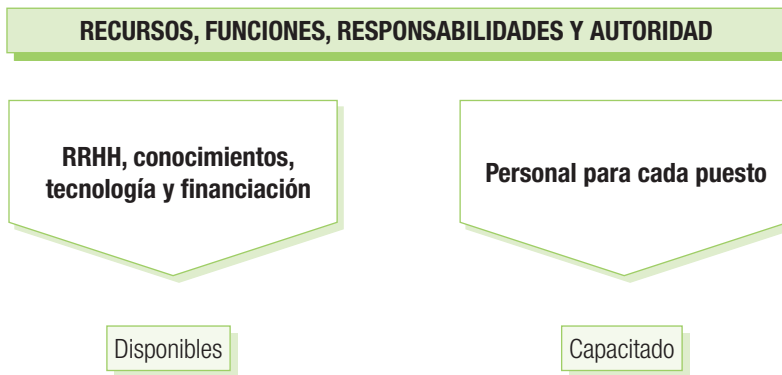 RECURSOS, FUNCIONES, RESPONSABILIDADES Y AUTORIDAD
RRHH, conocimientos,
tecnología y financiación
Personal para cada puesto
Disponibles
Capacitado